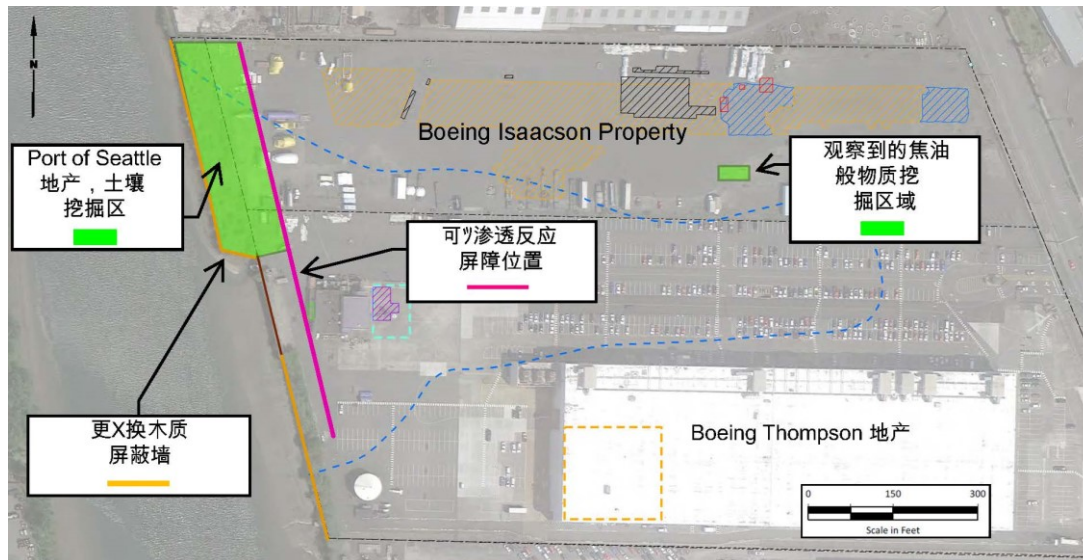 N
Boeing Isaacson Property
Port of Seattle
地产，土壤
挖掘区
观察到的焦油
般物质挖
掘区域
可ﾂ渗透反应
屏障位置
更X换木质
屏蔽墙
Boeing Thompson 地产
0 150 300
Scale in Feet